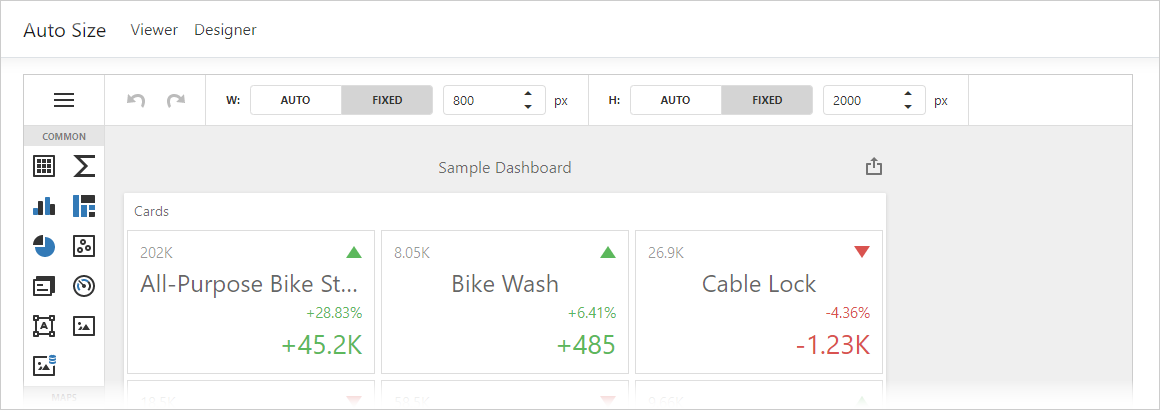 Auto Size Viewer Designer
W: AUTO FIXED 800 px H: AUTO FIXED 2000 px
COMMON
Sample Dashboard
Cards
202K 8.05K 26.9K
All-Purpose Bike St... Bike Wash Cable Lock
+28.83% +6.41% -4.36%
+45.2K +485 -1.23K
MAPS